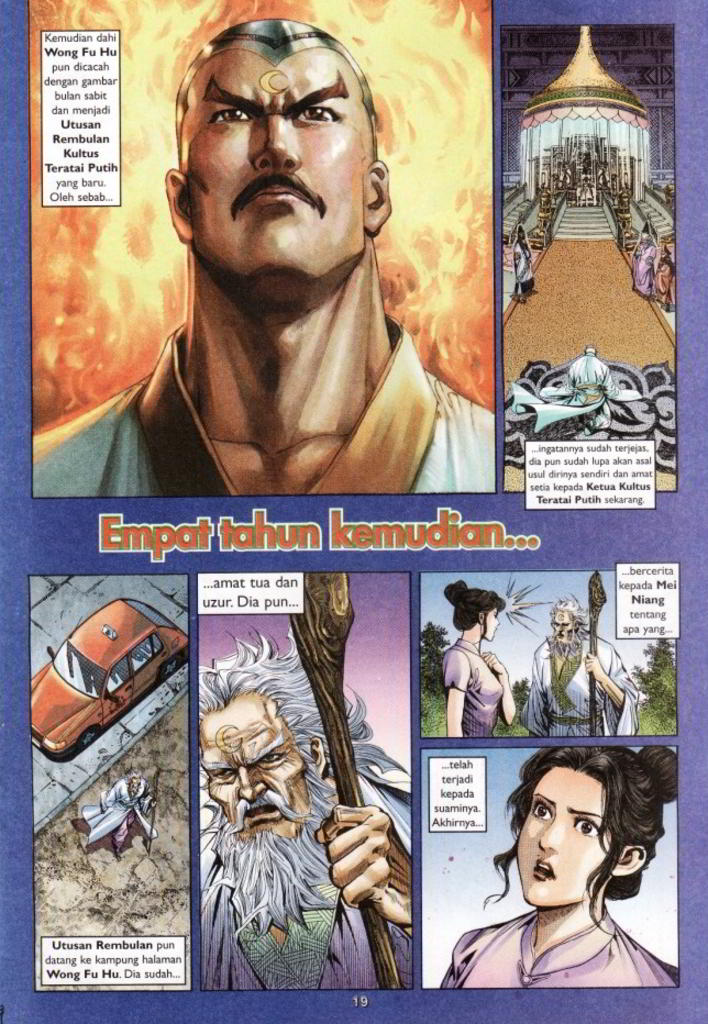 Kemudian dahi
Wong Fu Hu
pun dicacah
dengan gambar
bulan sabit
dan menjadi
Utusan
Rembulan
Kultus
Teratai Putih
yang baru.
Oleh sebab...
...ingatannya sudah terjejas,
dia pun sudah lupa akan asal
usul dirinya sendiri dan amat
setia kepada Ketua Kultus
Teratai Putih sekarang.
Empat tahun kemudian...
Utusan Rembulan pun
datang ke kampung halaman
Wong Fu Hu. Dia sudah...
...amat tua dan
uzur. Dia pun...
...bercerita
kepada Mei
Niang
tentang
apa yang...
...telah
terjadi
kepada
suaminya.
Akhirnya...
19